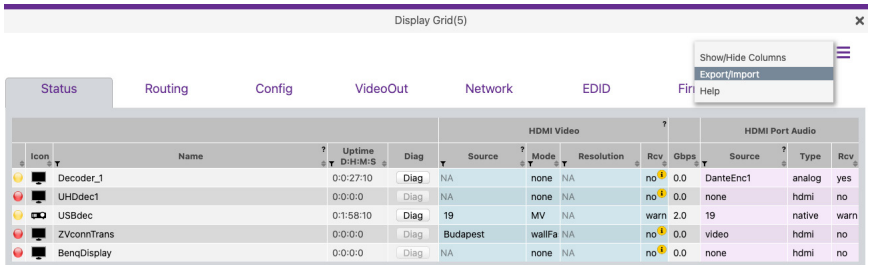 Display Grid(5)
Show/Hide Columns
Export/Import
Help
Status Routing Config VideoOut Network EDID
HDMI Video ? HDMI Port Audio
Icon Name ? Uptime D:H:M:S Diag Source ? Mode Resolution Rcv Gbps Source ? Type Rcv
Decoder_1 0:0:27:10 Diag NA none NA no 0.0 DanteEnc1 analog yes
UHDdec1 0:0:0:0 Diag NA none NA no 0.0 none hdmi no
USBdec 0:1:58:10 Diag 19 MV NA warn 2.0 19 native warn
ZVconnTrans 0:0:0:0 Diag Budapest wallFa NA no 0.0 video hdmi no
BenqDisplay 0:0:0:0 Diag NA none NA no 0.0 none hdmi no